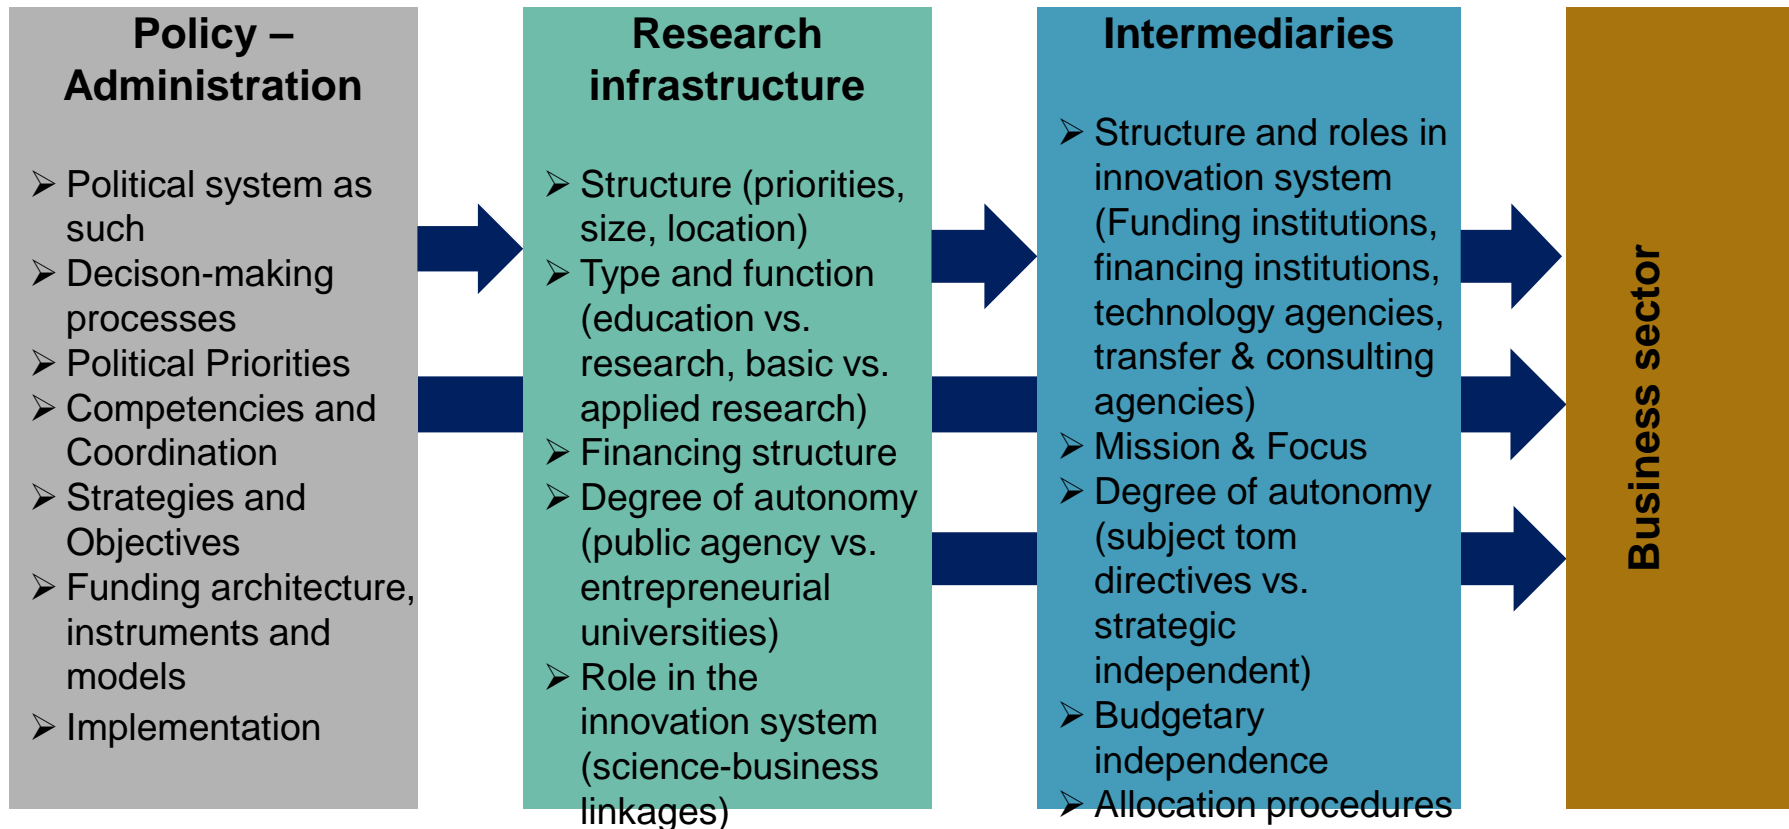 Policy –
Administration
➢ Political system as
such
➢ Decison-making
processes
➢ Political Priorities
➢ Competencies and
Coordination
➢ Strategies and
Objectives
➢ Funding architecture,
instruments and
models
➢ Implementation
Research
infrastructure
➢ Structure (priorities,
size, location)
➢ Type and function
(education vs.
research, basic vs.
applied research)
➢ Financing structure
➢ Degree of autonomy
(public agency vs.
entrepreneurial
universities)
➢ Role in the
innovation system
(science-business
linkages)
Intermediaries
➢ Structure and roles in
innovation system
(Funding institutions,
financing institutions,
technology agencies,
transfer & consulting
agencies)
➢ Mission & Focus
➢ Degree of autonomy
(subject tom
directives vs.
strategic
independent)
➢ Budgetary
independence
➢ Allocation procedures
Business sector